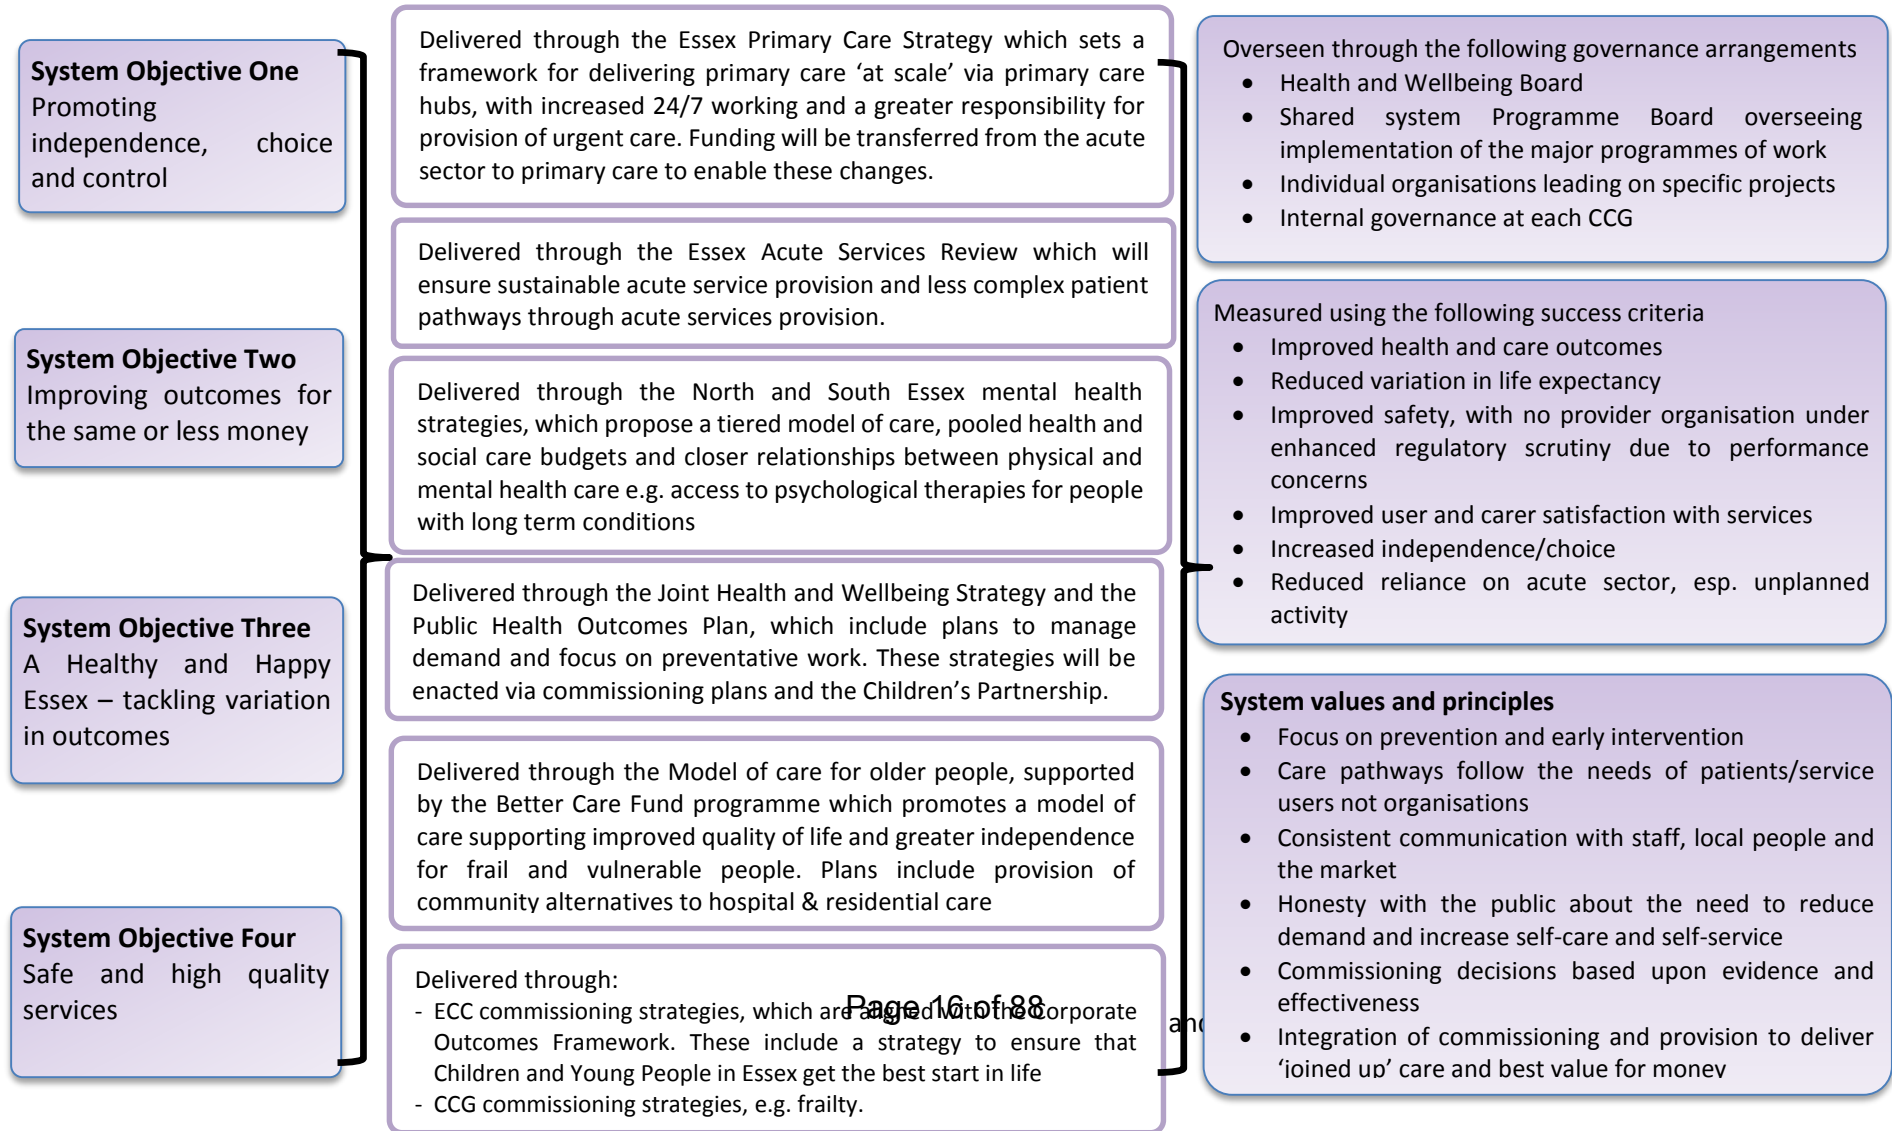 System Objective One
Promoting
independence, choice
and control
System Objective Two
Improving outcomes for
the same or less money
System Objective Three
A Healthy and Happy
Essex – tackling variation
in outcomes
System Objective Four
Safe and high quality
services
Delivered through the Essex Primary Care Strategy which sets a
framework for delivering primary care ‘at scale’ via primary care
hubs, with increased 24/7 working and a greater responsibility for
provision of urgent care. Funding will be transferred from the acute
sector to primary care to enable these changes.
Delivered through the Essex Acute Services Review which will
ensure sustainable acute service provision and less complex patient
pathways through acute services provision.
Delivered through the North and South Essex mental health
strategies, which propose a tiered model of care, pooled health and
social care budgets and closer relationships between physical and
mental health care e.g. access to psychological therapies for people
with long term conditions
Delivered through the Joint Health and Wellbeing Strategy and the
Public Health Outcomes Plan, which include plans to manage
demand and focus on preventative work. These strategies will be
enacted via commissioning plans and the Children’s Partnership.
Delivered through the Model of care for older people, supported
by the Better Care Fund programme which promotes a model of
care supporting improved quality of life and greater independence
for frail and vulnerable people. Plans include provision of
community alternatives to hospital & residential care
Delivered through:
- ECC commissioning strategies, which are aligned with the Corporate
Outcomes Framework. These include a strategy to ensure that
Children and Young People in Essex get the best start in life
- CCG commissioning strategies, e.g. frailty.
Page 16 of 88
and
Overseen through the following governance arrangements
• Health and Wellbeing Board
• Shared system Programme Board overseeing
implementation of the major programmes of work
• Individual organisations leading on specific projects
• Internal governance at each CCG
Measured using the following success criteria
• Improved health and care outcomes
• Reduced variation in life expectancy
• Improved safety, with no provider organisation under
enhanced regulatory scrutiny due to performance
concerns
• Improved user and carer satisfaction with services
• Increased independence/choice
• Reduced reliance on acute sector, esp. unplanned
activity
System values and principles
• Focus on prevention and early intervention
• Care pathways follow the needs of patients/service
users not organisations
• Consistent communication with staff, local people and
the market
• Honesty with the public about the need to reduce
demand and increase self-care and self-service
• Commissioning decisions based upon evidence and
effectiveness
• Integration of commissioning and provision to deliver
‘joined up’ care and best value for money